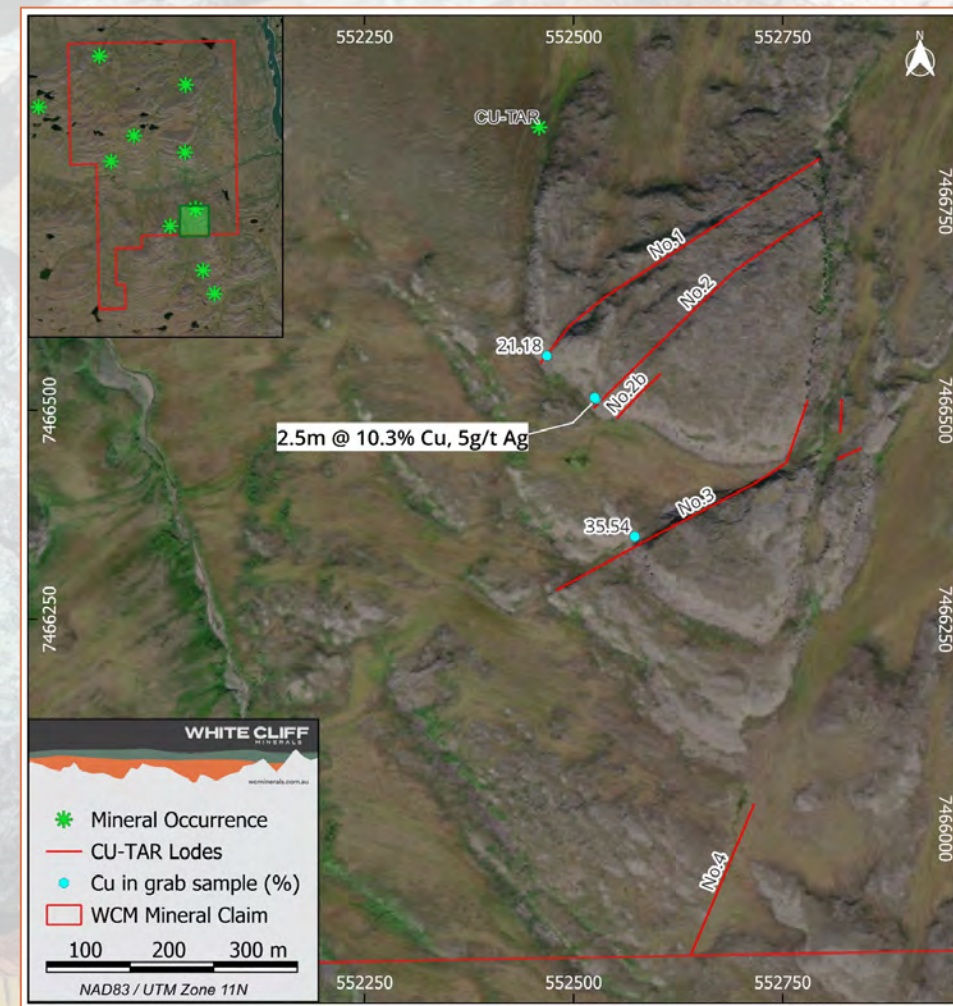 552250
552500
552750
N
CU-TAR
7466750
7466750
No.1
No.2
21.18
No.2b
7466500
7466500
2.5m @ 10.3% Cu, 5g/t Ag
No.3
35.54
7466250
7466250
WHITE CLIFF
MINERALS
wcminerals.com.au
Mineral Occurrence
CU-TAR Lodes
Cu in grab sample (%)
WCM Mineral Claim
100 200 300 m
NAD83 / UTM Zone 11N
7466000
No.4
552250
552500
552750